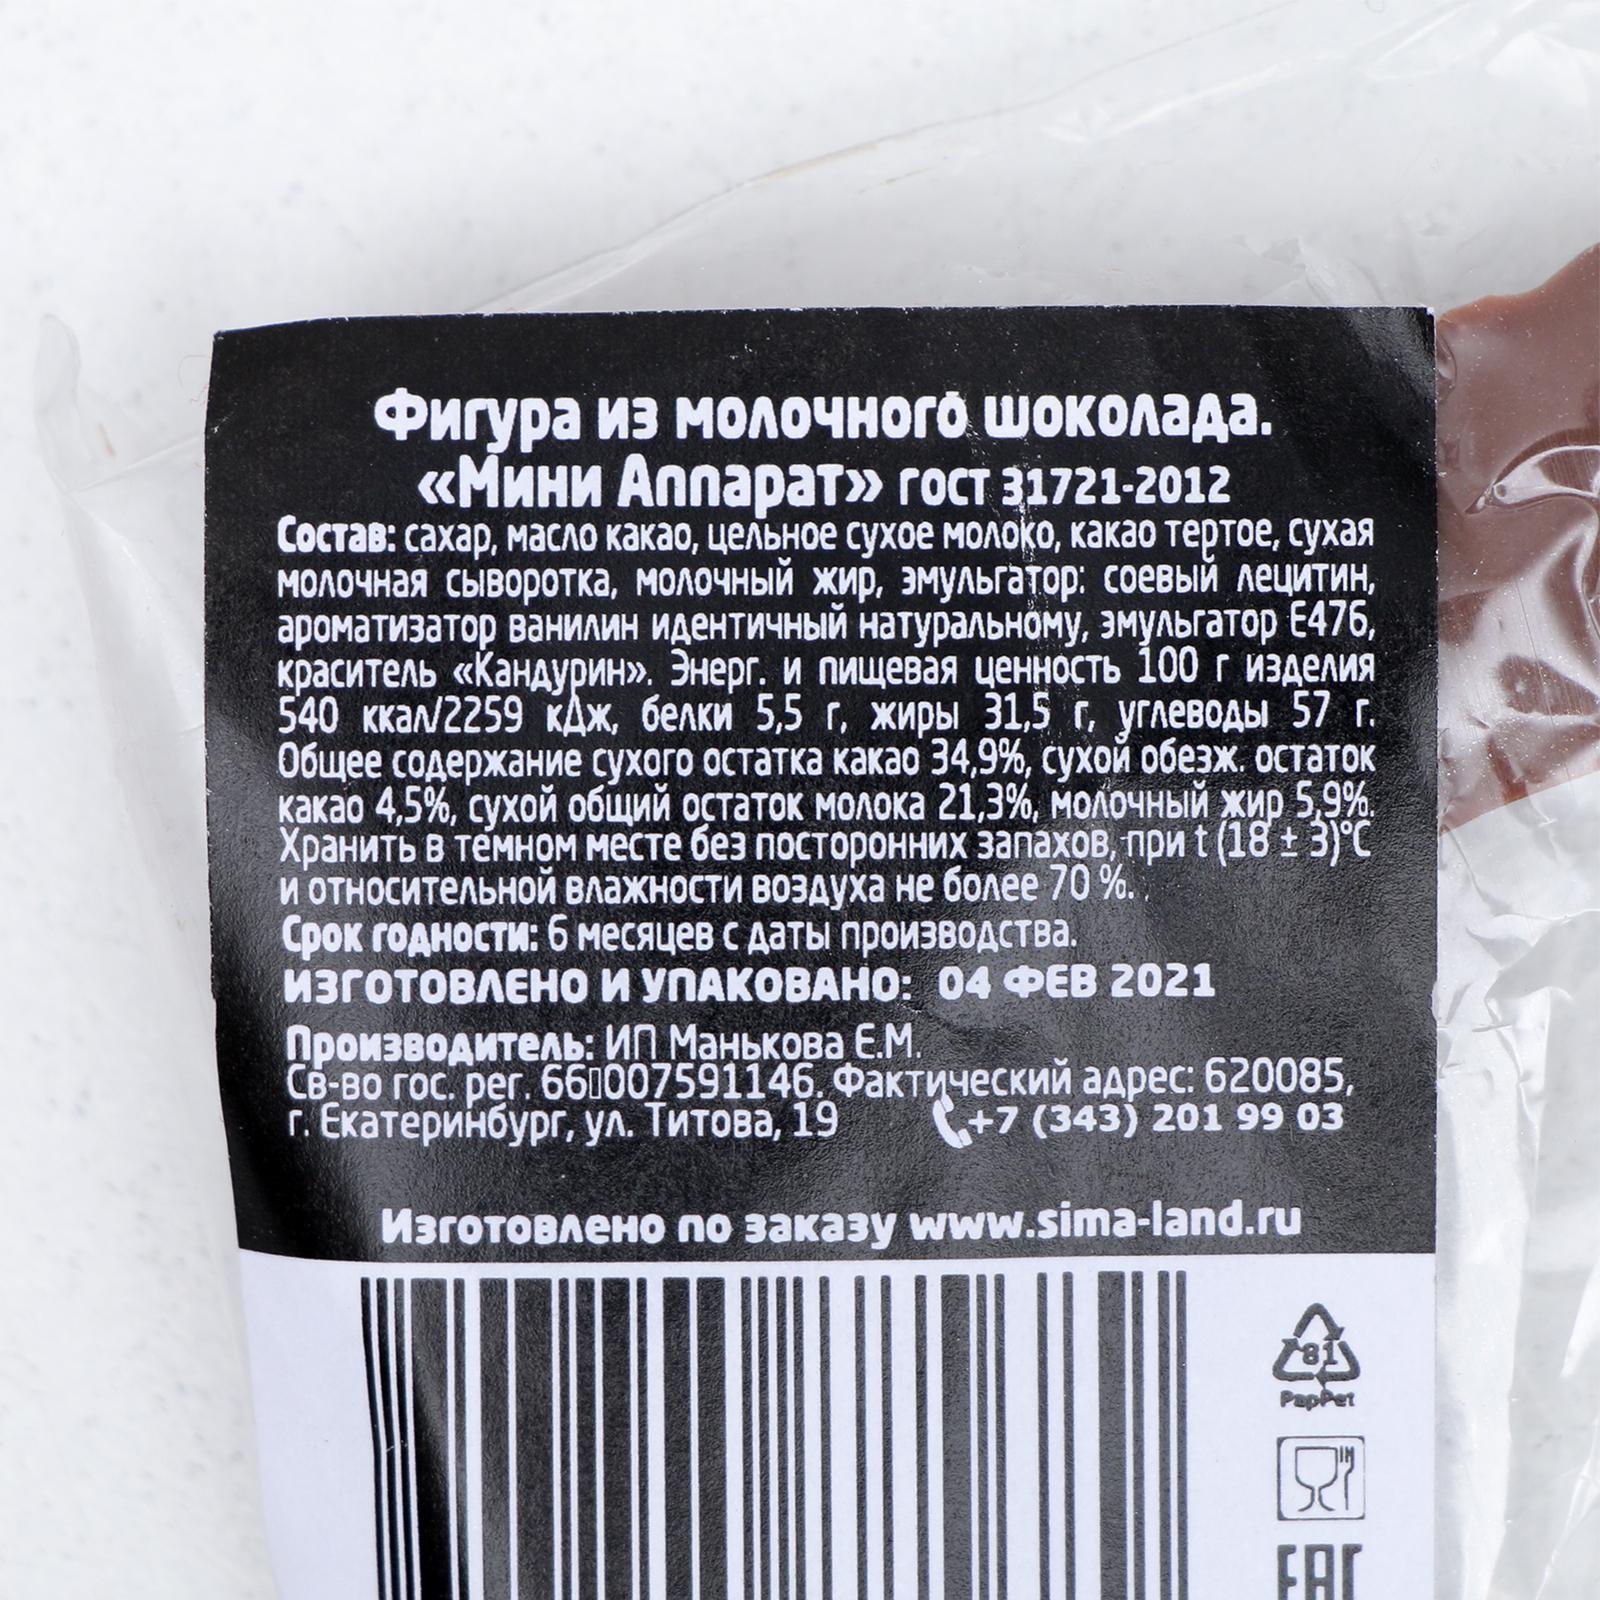 Фигура из молочного шоколада.
«Мини Аппарат» ГОСТ 31721-2012
Состав: сахар, масло какао, цельное сухое молоко, какао тертое, сухая
молочная сыворотка, молочный жир, эмульгатор: соевый лецитин,
ароматизатор ванилин идентичный натуральному, эмульгатор Е476,
краситель «Кандурин». Энерг. и пищевая ценность 100 г изделия
540 ккал/2259 кДж, белки 5,5 г, жиры 31,5 г, углеводы 57 г.
Общее содержание сухого остатка какао 34,9%, сухой обезж. остаток
какао 4,5%, сухой общий остаток молока 21,3%, молочный жир 5,9%.
Хранить в темном месте без посторонних запахов, при t (18 ± 3)°C
и относительной влажности воздуха не более 70 %.
Срок годности: 6 месяцев с даты производства.
ИЗГОТОВЛЕНО И УПАКОВАНО: 04 ФЕВ 2021
Производитель: ИП Манькова Е.М.
Св-во гос. рег. 66▯007591146. Фактический адрес: 620085,
г. Екатеринбург, ул. Титова, 19 +7 (343) 201 99 03
Изготовлено по заказу www.sima-land.ru
81
PapPet
EAC